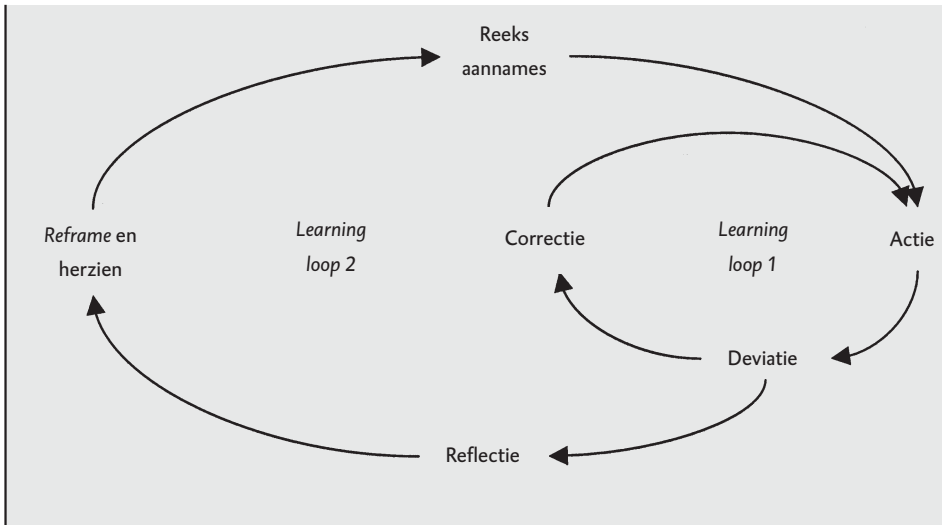 Reeks
aannames
Reframe en
herzien
Learning
loop 2
Correctie
Learning
loop 1
Actie
Deviatie
Reflectie